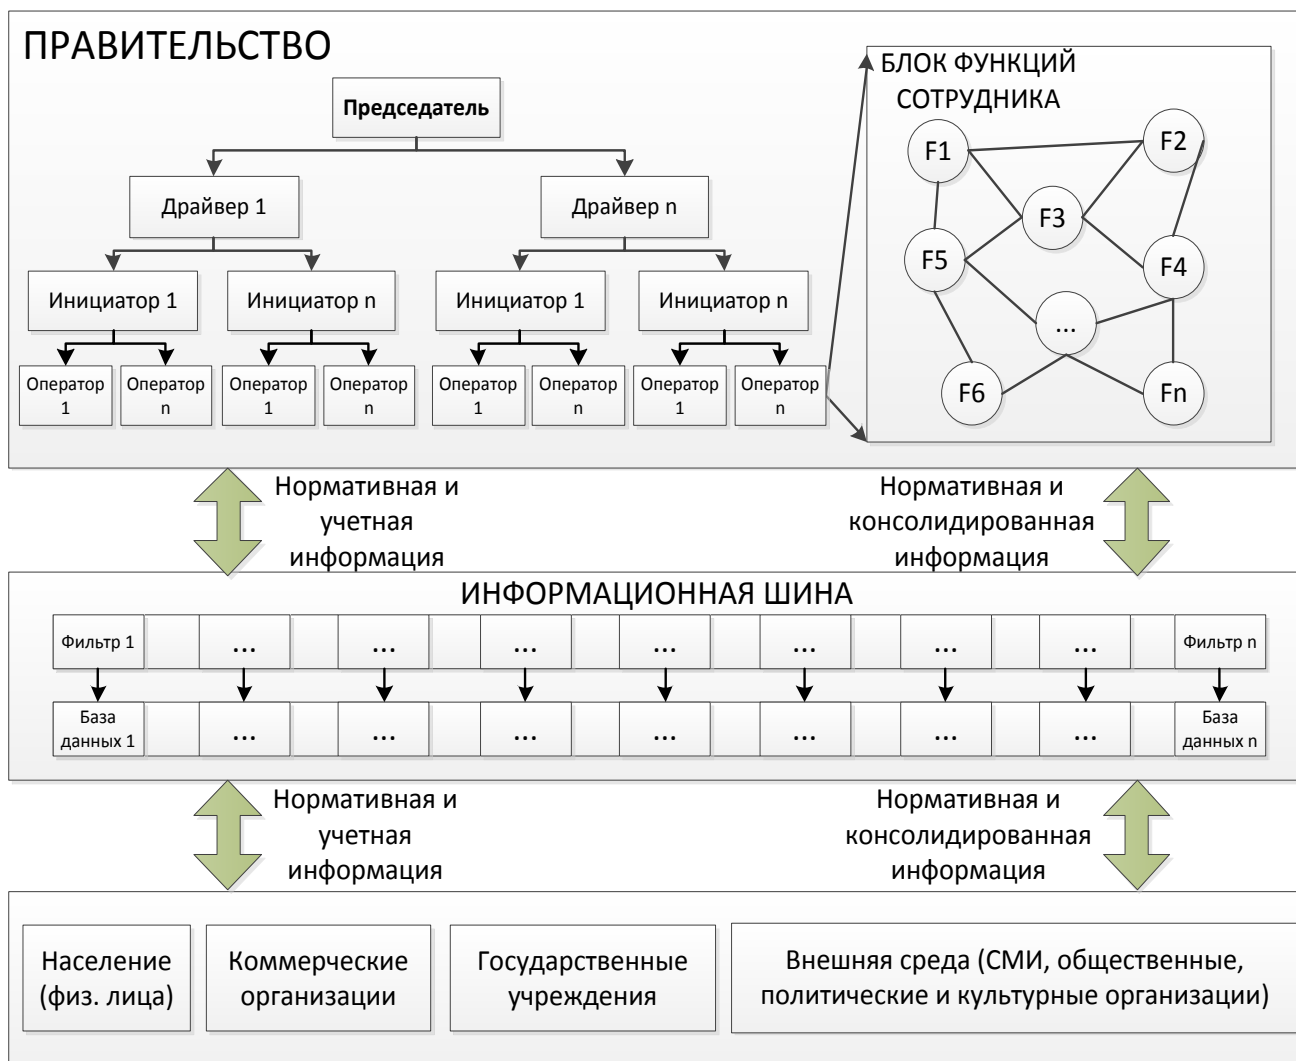 ПРАВИТЕЛЬСТВО
Председатель
Драйвер 1
Драйвер n
Инициатор 1
Инициатор n
Инициатор 1
Инициатор n
Оператор
1
Оператор
n
Оператор
1
Оператор
n
Оператор
1
Оператор
n
Оператор
1
Оператор
n
БЛОК ФУНКЦИЙ
СОТРУДНИКА
F1
F2
F3
F5
F4
...
F6
Fn
Нормативная и
учетная
информация
Нормативная и
консолидированная
информация
ИНФОРМАЦИОННАЯ ШИНА
Фильтр 1
...
...
...
...
...
...
...
Фильтр n
База
данных 1
...
...
...
...
...
...
...
База
данных n
Нормативная и
учетная
информация
Нормативная и
консолидированная
информация
Население
(физ. лица)
Коммерческие
организации
Государственные
учреждения
Внешняя среда (СМИ, общественные,
политические и культурные организации)